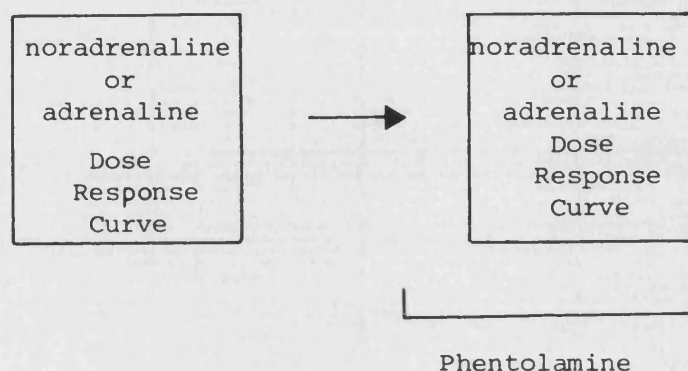 noradrenaline
or
adrenaline
Dose
Response
Curve
noradrenaline
or
adrenaline
Dose
Response
Curve
Phentolamine